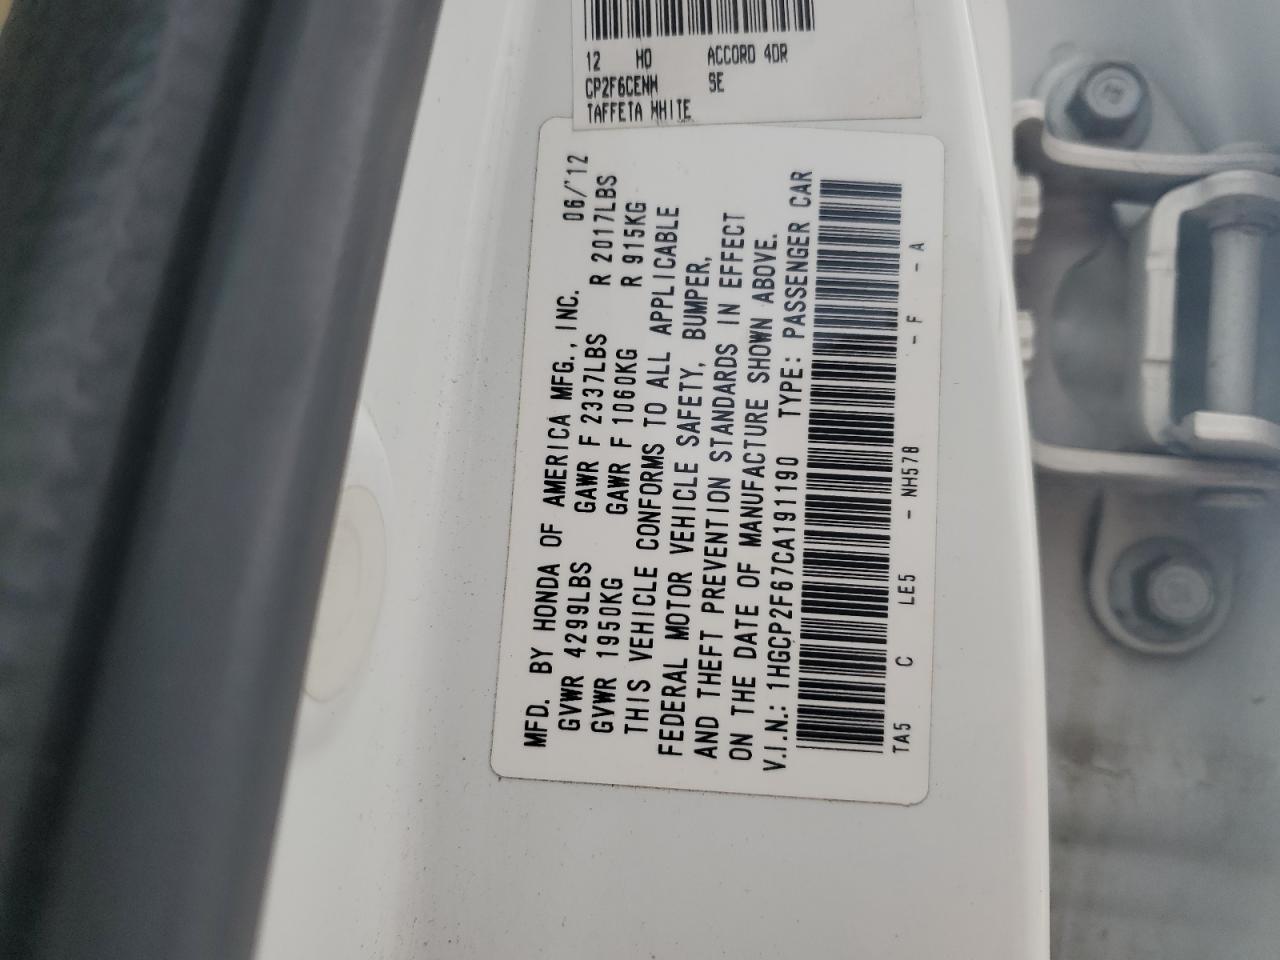 12 HO ACCORD 4DR
CP2F6CENW SE
TAFFETA WHITE
MFD. BY HONDA OF AMERICA MFG., INC. 06/'12
GVWR 4299LBS GAWR F 2337LBS R 2017LBS
GVWR 1950KG GAWR F 1060KG R 915KG
THIS VEHICLE CONFORMS TO ALL APPLICABLE
FEDERAL MOTOR VEHICLE SAFETY, BUMPER,
AND THEFT PREVENTION STANDARDS IN EFFECT
ON THE DATE OF MANUFACTURE SHOWN ABOVE.
V.I.N.: 1HGCP2F67CA191190 TYPE: PASSENGER CAR
TA5 C LE5 - NH578 - F - A